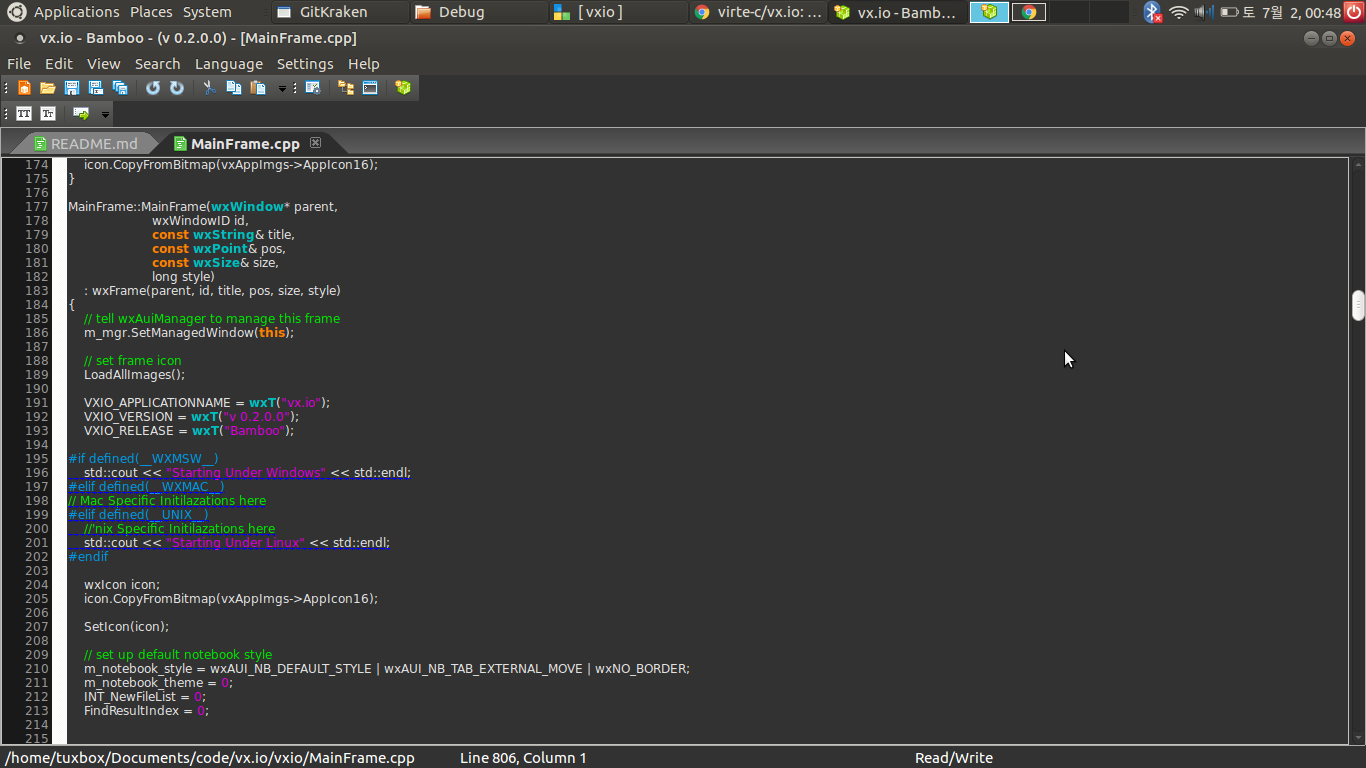 Applications Places System GitKraken Debug [ vxio ] virte-c/vx.io: ... vx.io - Bamb... 토 7월 2, 00:48
vx.io - Bamboo - (v 0.2.0.0) - [MainFrame.cpp]
File Edit View Search Language Settings Help
TT Tт
README.md MainFrame.cpp
174 icon.CopyFromBitmap(vxAppImgs->AppIcon16);
175 }
176
177 MainFrame::MainFrame(wxWindow* parent,
178 wxWindowID id,
179 const wxString& title,
180 const wxPoint& pos,
181 const wxSize& size,
182 long style)
183 : wxFrame(parent, id, title, pos, size, style)
184 {
185 // tell wxAuiManager to manage this frame
186 m_mgr.SetManagedWindow(this);
187
188 // set frame icon
189 LoadAllImages();
190
191 VXIO_APPLICATIONNAME = wxT("vx.io");
192 VXIO_VERSION = wxT("v 0.2.0.0");
193 VXIO_RELEASE = wxT("Bamboo");
194
195 #if defined(__WXMSW__)
196 std::cout << "Starting Under Windows" << std::endl;
197 #elif defined(__WXMAC__)
198 // Mac Specific Initilazations here
199 #elif defined(__UNIX__)
200 //'nix Specific Initilazations here
201 std::cout << "Starting Under Linux" << std::endl;
202 #endif
203
204 wxIcon icon;
205 icon.CopyFromBitmap(vxAppImgs->AppIcon16);
206
207 SetIcon(icon);
208
209 // set up default notebook style
210 m_notebook_style = wxAUI_NB_DEFAULT_STYLE | wxAUI_NB_TAB_EXTERNAL_MOVE | wxNO_BORDER;
211 m_notebook_theme = 0;
212 INT_NewFileList = 0;
213 FindResultIndex = 0;
214
215
/home/tuxbox/Documents/code/vx.io/vxio/MainFrame.cpp Line 806, Column 1 Read/Write